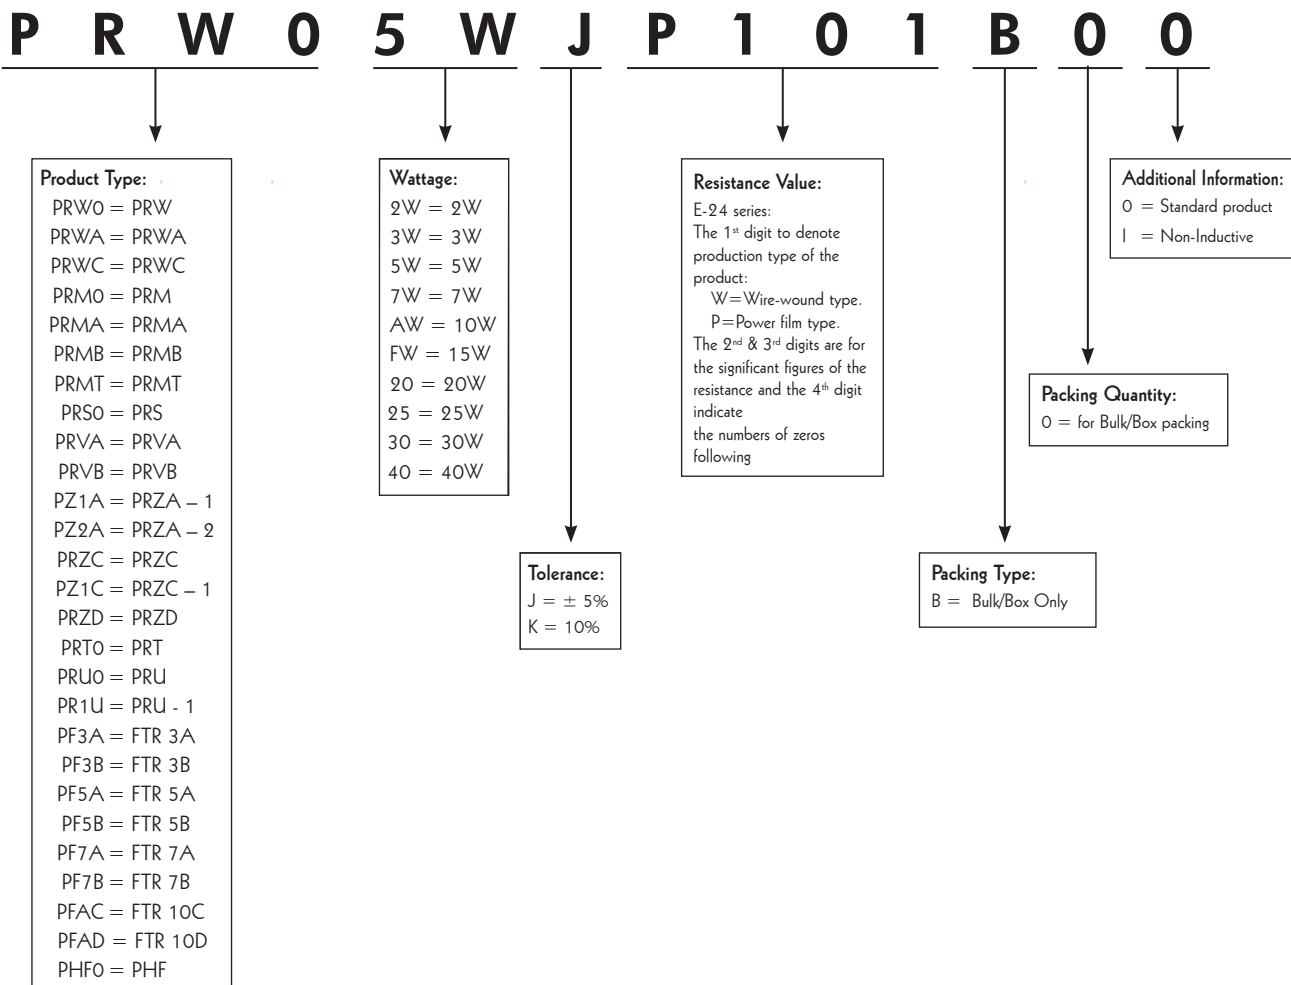 P R W 0 5 W J P 1 0 1 B 0 0
Product Type:
PRW0 = PRW
PRWA = PRWA
PRWC = PRWC
PRM0 = PRM
PRMA = PRMA
PRMB = PRMB
PRMT = PRMT
PRS0 = PRS
PRVA = PRVA
PRVB = PRVB
PZ1A = PRZA – 1
PZ2A = PRZA – 2
PRZC = PRZC
PZ1C = PRZC – 1
PRZD = PRZD
PRT0 = PRT
PRU0 = PRU
PR1U = PRU - 1
PF3A = FTR 3A
PF3B = FTR 3B
PF5A = FTR 5A
PF5B = FTR 5B
PF7A = FTR 7A
PF7B = FTR 7B
PFAC = FTR 10C
PFAD = FTR 10D
PHF0 = PHF
Wattage:
2W = 2W
3W = 3W
5W = 5W
7W = 7W
AW = 10W
FW = 15W
20 = 20W
25 = 25W
30 = 30W
40 = 40W
Tolerance:
J = ± 5%
K = 10%
Resistance Value:
E-24 series:
The 1st digit to denote
production type of the
product:
W=Wire-wound type.
P=Power film type.
The 2nd & 3rd digits are for
the significant figures of the
resistance and the 4th digit
indicate
the numbers of zeros
following
Packing Type:
B = Bulk/Box Only
Packing Quantity:
0 = for Bulk/Box packing
Additional Information:
0 = Standard product
I = Non-Inductive